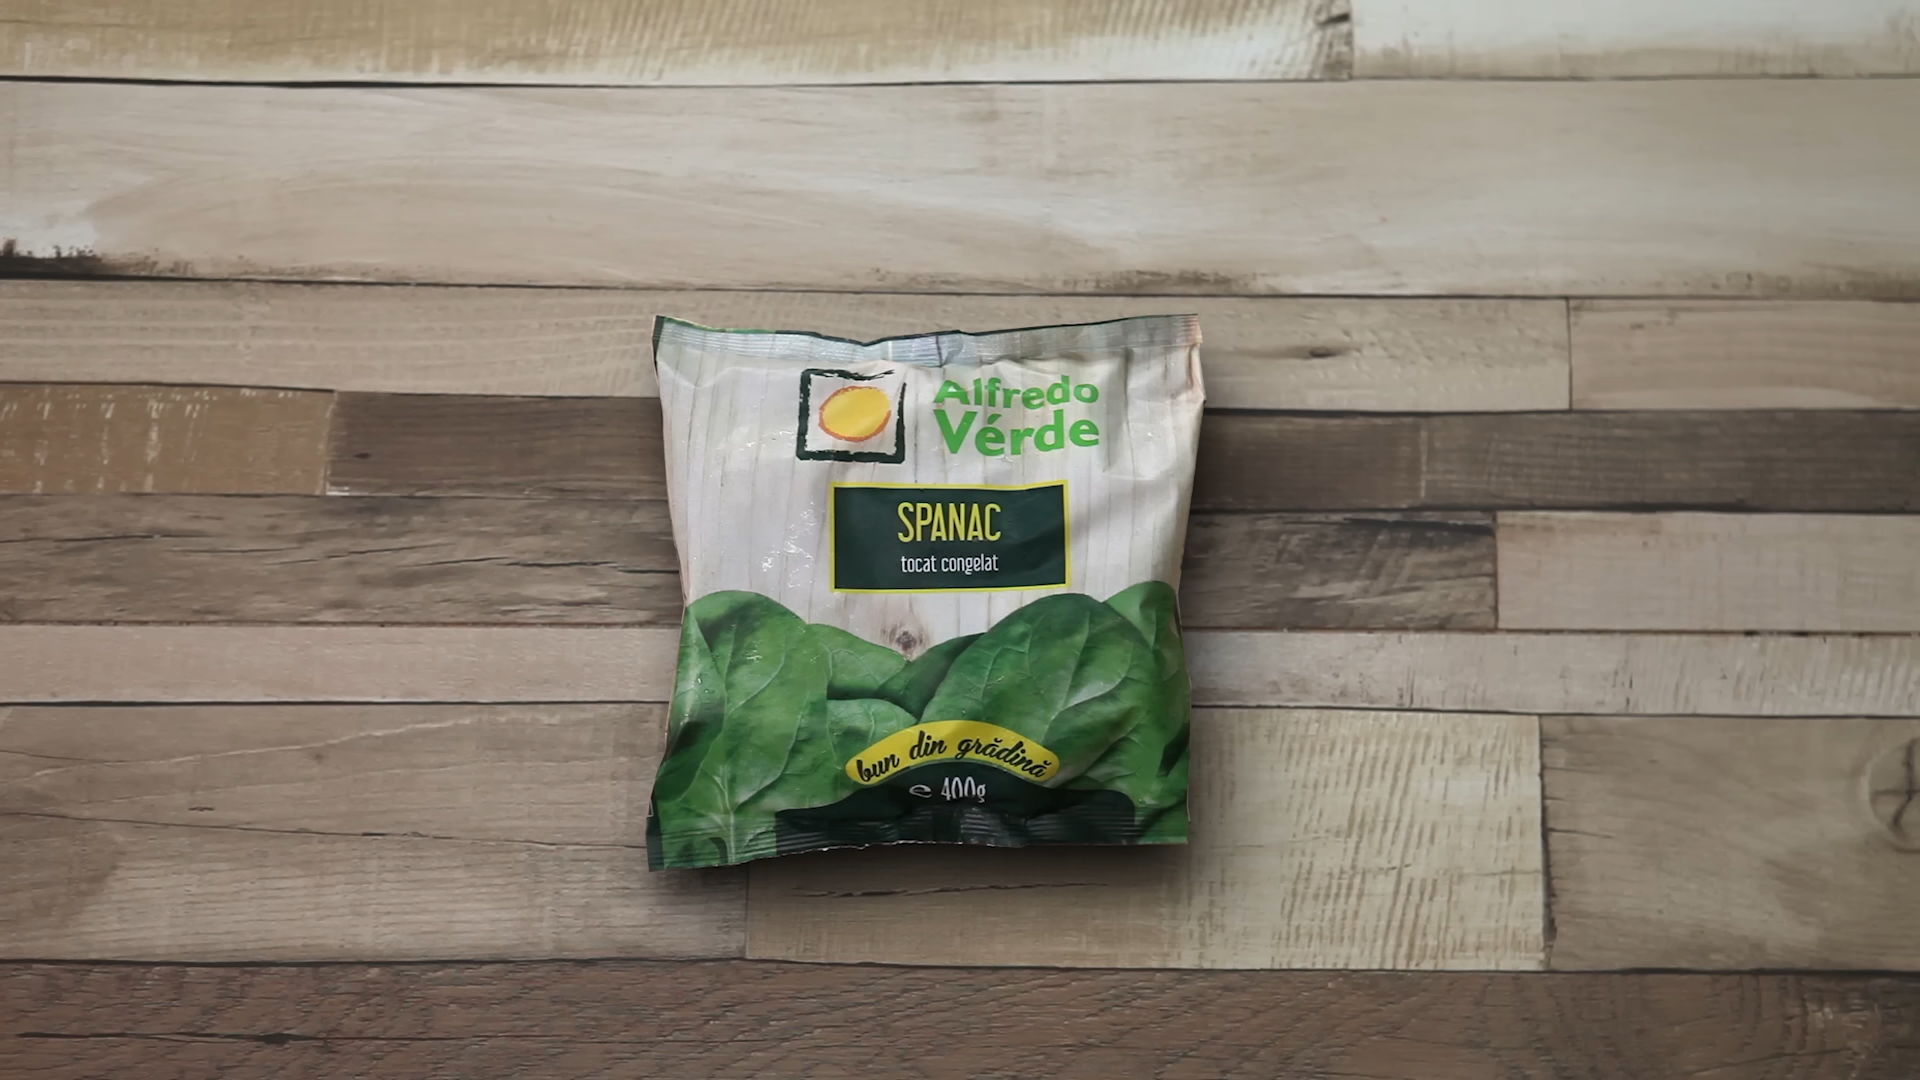 Alfredo
Vérde
SPANAC
tocat congelat
bun din grădină
e 400g